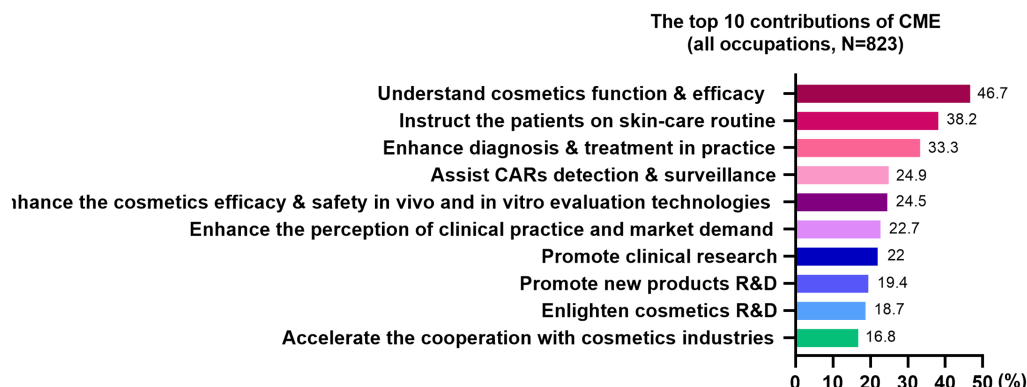 The top 10 contributions of CME
(all occupations, N=823)
Understand cosmetics function & efficacy 46.7
Instruct the patients on skin-care routine 38.2
Enhance diagnosis & treatment in practice 33.3
Assist CARs detection & surveillance 24.9
the cosmetics efficacy & safety in vivo and in vitro evaluation technologies 24.5
Enhance the perception of clinical practice and market demand 22.7
Promote clinical research 22
Promote new products R&D 19.4
Enlighten cosmetics R&D 18.7
Accelerate the cooperation with cosmetics industries 16.8
0 10 20 30 40 50 (%)